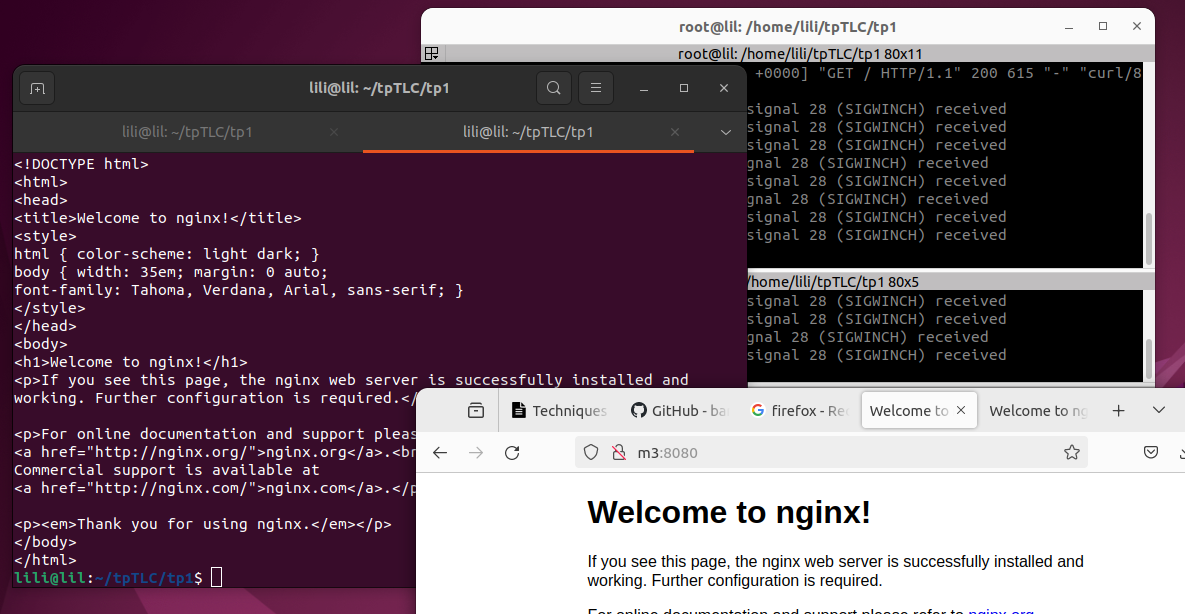 root@lil: /home/lili/tpTLC/tp1
root@lil: /home/lili/tpTLC/tp1 80x11
+0000] "GET / HTTP/1.1" 200 615 "-" "curl/8
signal 28 (SIGWINCH) received
signal 28 (SIGWINCH) received
signal 28 (SIGWINCH) received
gnal 28 (SIGWINCH) received
signal 28 (SIGWINCH) received
gnal 28 (SIGWINCH) received
signal 28 (SIGWINCH) received
signal 28 (SIGWINCH) received
/home/lili/tpTLC/tp1 80x5
signal 28 (SIGWINCH) received
signal 28 (SIGWINCH) received
gnal 28 (SIGWINCH) received
signal 28 (SIGWINCH) received
lili@lil: ~/tpTLC/tp1
lili@lil: ~/tpTLC/tp1 lili@lil: ~/tpTLC/tp1
<!DOCTYPE html>
<html>
<head>
<title>Welcome to nginx!</title>
<style>
html { color-scheme: light dark; }
body { width: 35em; margin: 0 auto;
font-family: Tahoma, Verdana, Arial, sans-serif; }
</style>
</head>
<body>
<h1>Welcome to nginx!</h1>
<p>If you see this page, the nginx web server is successfully installed and
working. Further configuration is required.</
<p>For online documentation and support pleas
<a href="http://nginx.org/">nginx.org</a>.<br
Commercial support is available at
<a href="http://nginx.com/">nginx.com</a>.</p
<p><em>Thank you for using nginx.</em></p>
</body>
</html>
lili@lil:~/tpTLC/tp1$
Techniques GitHub - ba firefox - Re Welcome to Welcome to ng
m3:8080
Welcome to nginx!
If you see this page, the nginx web server is successfully installed and
working. Further configuration is required.
For online documentation and support please refer to nginx.org